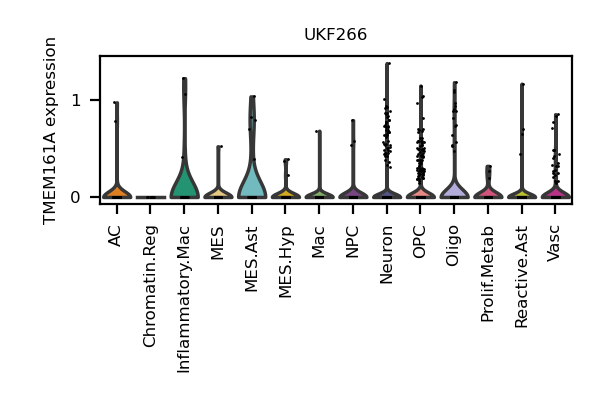 UKF266
TMEM161A expression
1
0
AC
Chromatin.Reg
Inflammatory.Mac
MES
MES.Ast
MES.Hyp
Mac
NPC
Neuron
OPC
Oligo
Prolif.Metab
Reactive.Ast
Vasc